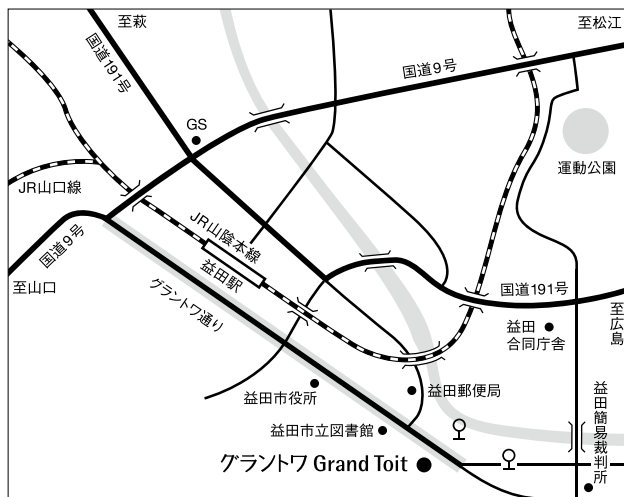 至萩
至松江
国道191号
国道9号
GS
運動公園
JR山口線
JR山陰本線
国道9号
益田駅
至山口
国道191号
グラントワ通り
至広島
益田
合同庁舎
益田市役所
益田郵便局
益田簡易裁判所
益田市立図書館
グラントワ Grand Toit